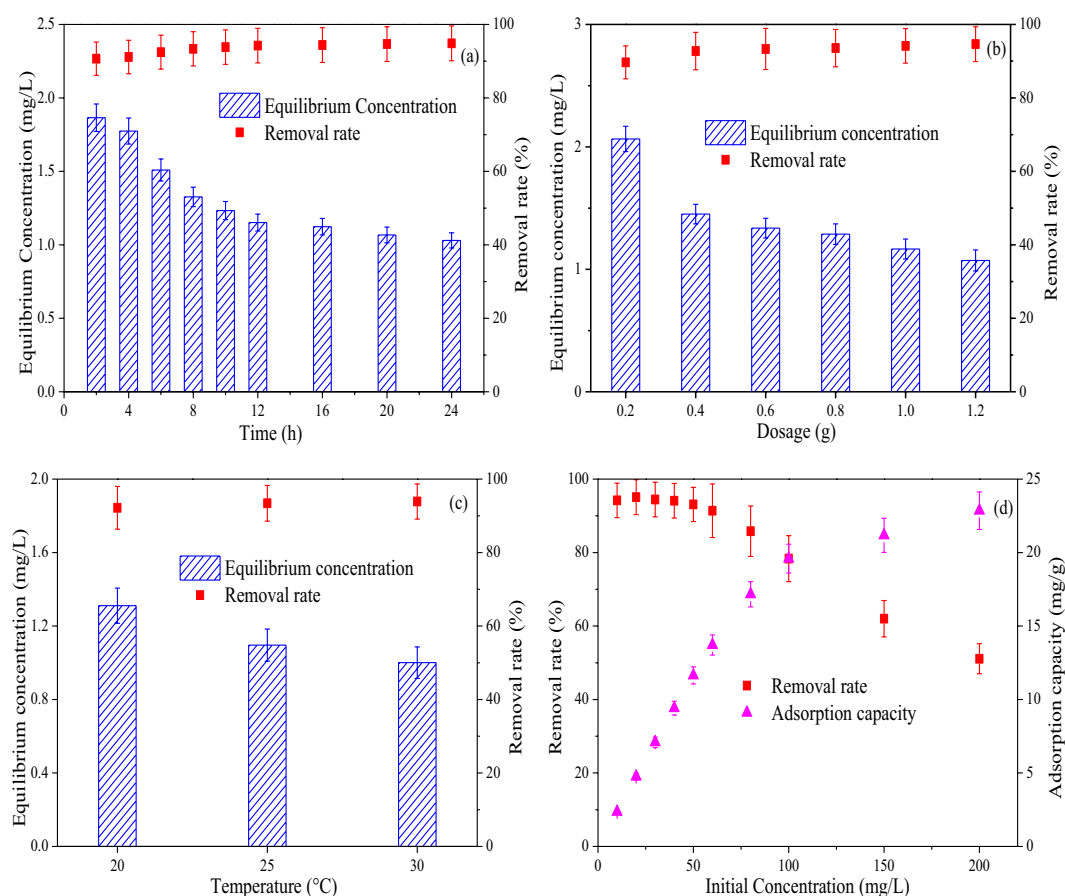 (a)
Equilibrium Concentration (mg/L)
2.5
2.0
1.5
1.0
0.5
0.0
Equilibrium Concentration
Removal rate
100
80
60
40
20
0
Removal rate (%)
0 4 8 12 16 20 24
Time (h)
(b)
Equilibrium concentration (mg/L)
3
2
1
0
Equilibrium concentration
Removal rate
100
80
60
40
20
0
Removal rate (%)
0.2 0.4 0.6 0.8 1.0 1.2
Dosage (g)
(c)
Equilibrium concentration (mg/L)
2.0
1.6
1.2
0.8
0.4
0.0
Equilibrium concentration
Removal rate
100
80
60
40
20
0
Removal rate (%)
20 25 30
Temperature (°C)
(d)
Removal rate (%)
100
80
60
40
20
0
Removal rate
Adsorption capacity
25
20
15
10
5
0
Adsorption capacity (mg/g)
0 50 100 150 200
Initial Concentration (mg/L)